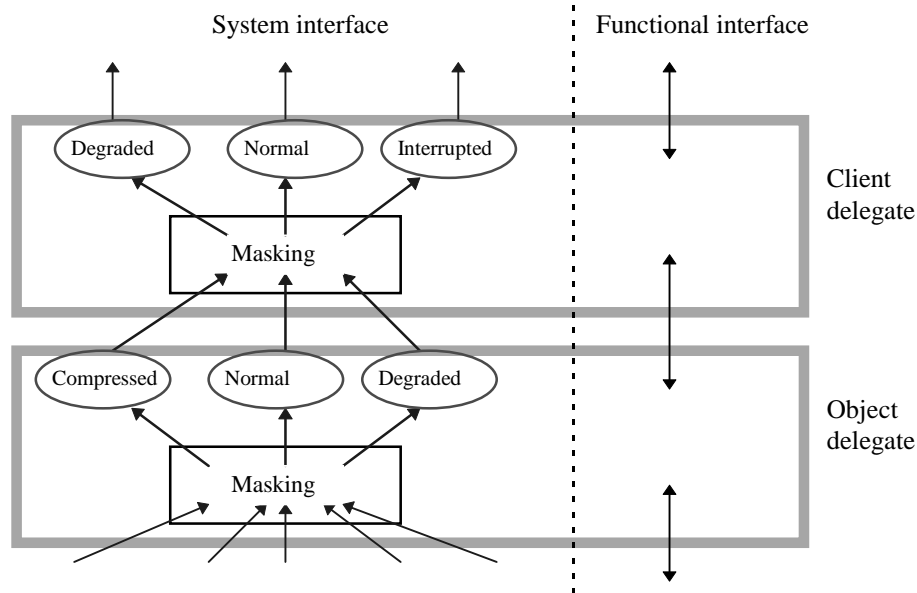 System interface
Functional interface
Degraded
Normal
Interrupted
Client
delegate
Masking
Compressed
Normal
Degraded
Object
delegate
Masking